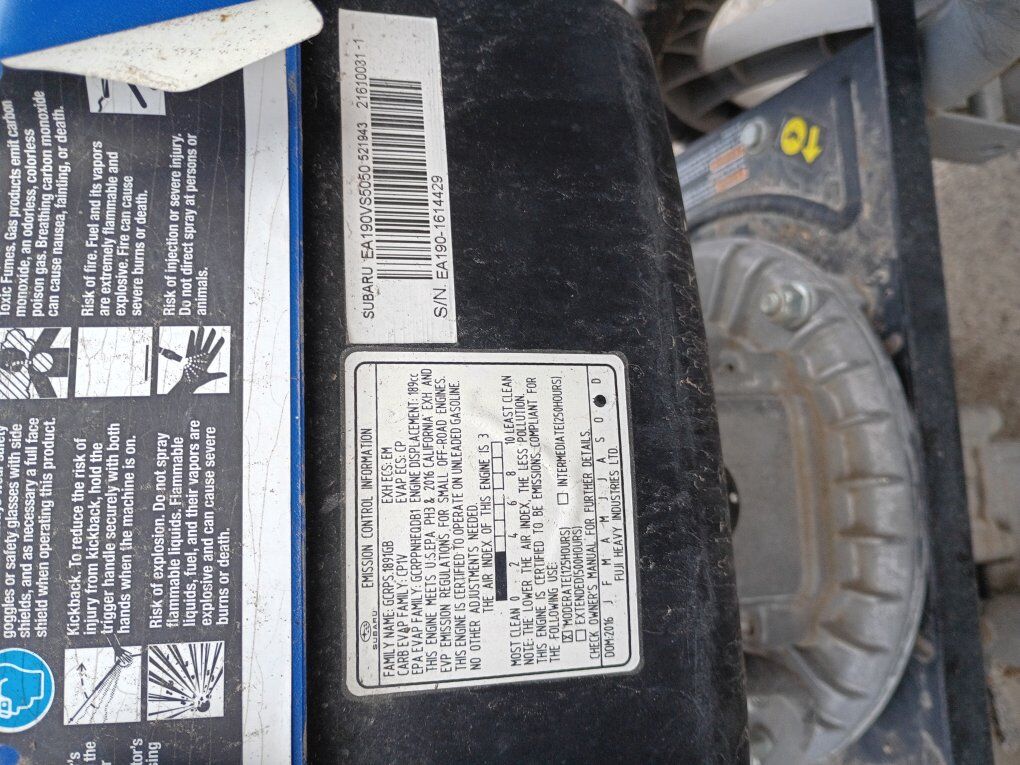 Toxic Fumes. Gas products emit carbon
monoxide, an odorless, colorless
poison gas. Breathing carbon monoxide
can cause nausea, fainting, or death.
Risk of fire. Fuel and its vapors
are extremely flammable and
explosive. Fire can cause
severe burns or death.
Risk of injection or severe injury.
Do not direct spray at persons or
animals.
goggles or safety glasses with side
shields, and as necessary a full face
shield when operating this product.
Kickback. To reduce the risk of
injury from kickback, hold the
trigger handle securely with both
hands when the machine is on.
Risk of explosion. Do not spray
flammable liquids. Flammable
liquids, fuel, and their vapors are
explosive and can cause severe
burns or death.
SUBARU EA190VS5050 521943 21610031-1
S/N. EA190-1614429
SUBARU
EMISSION CONTROL INFORMATION
FAMILY NAME: GCRPS.1891GB EXH ECS: EM
CARB EVAP FAMILY: CP1V EVAP ECS: CP
EPA EVAP FAMILY: GCRPPNHEQDB1 ENGINE DISPLACEMENT: 189cc
THIS ENGINE MEETS U.S.EPA PH3 & 2016 CALIFORNIA EXH AND
EVP EMISSION REGULATIONS FOR SMALL OFF-ROAD ENGINES.
THIS ENGINE IS CERTIFIED TO OPERATE ON UNLEADED GASOLINE.
NO OTHER ADJUSTMENTS NEEDED.
THE AIR INDEX OF THIS ENGINE IS 3
MOST CLEAN 0 2 4 6 8 10 LEAST CLEAN
NOTE: THE LOWER THE AIR INDEX, THE LESS POLLUTION.
THIS ENGINE IS CERTIFIED TO BE EMISSIONS COMPLIANT FOR
THE FOLLOWING USE:
☒ MODERATE(125HOURS) ☐ INTERMEDIATE(250HOURS)
☐ EXTENDED(500HOURS)
CHECK OWNER'S MANUAL FOR FURTHER DETAILS.
DOM:2016 J F M A M J J A S O ● D
FUJI HEAVY INDUSTRIES LTD.